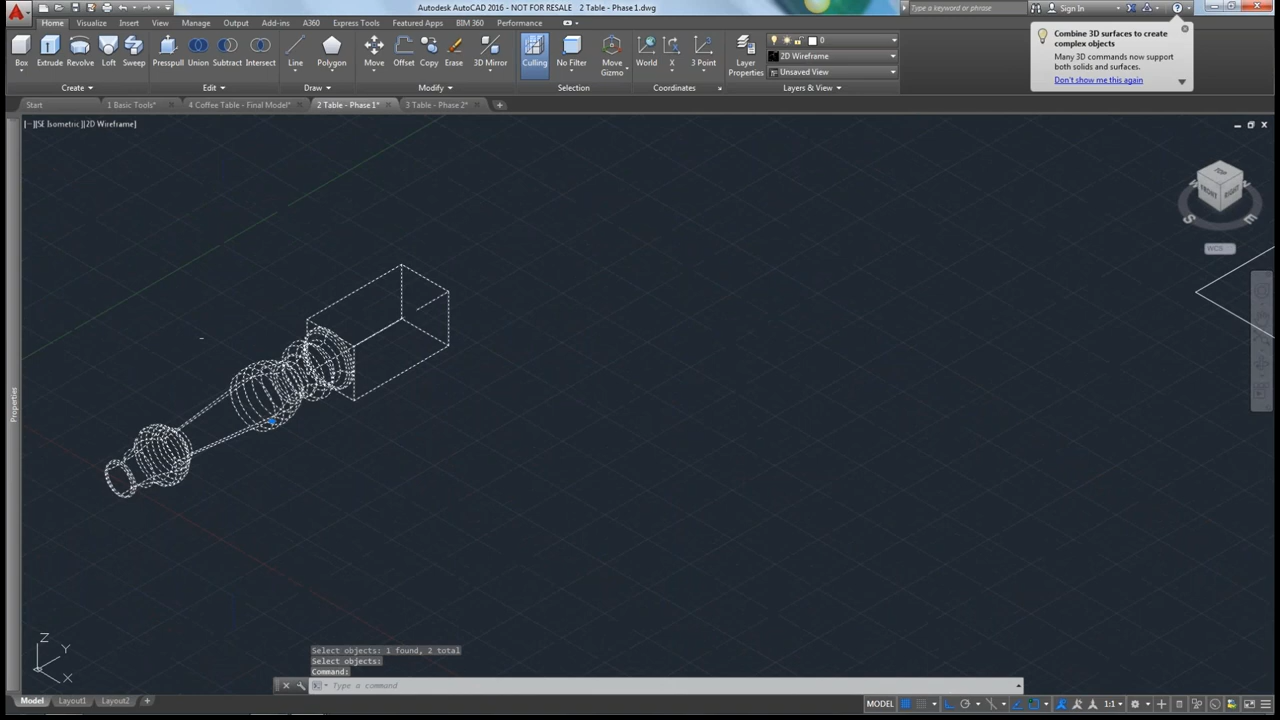 Autodesk AutoCAD 2016 - NOT FOR RESALE 2 Table - Phase 1.dwg
Type a keyword or phrase
Sign In
Home Insert Visualize View Manage Output Add-ins A360 Express Tools Featured Apps BIM 360 Performance
Box Extrude Revolve Loft Sweep
Presspull Union Subtract Intersect
Line Polygon
Move Offset Copy Erase 3D Mirror
Culling No Filter
Move Gizmo
World X 3 Point
Layer Properties
0
2D Wireframe
Unsaved View
Create Edit Draw Modify Selection Coordinates Layers & View
Combine 3D surfaces to create
complex objects
Many 3D commands now support
both solids and surfaces.
Don't show me this again
Start 1 Basic Tools* 4 Coffee Table - Final Model* 2 Table - Phase 1* 3 Table - Phase 2*
[−][SE Isometric][2D Wireframe]
TOP
FRONT RIGHT
S E
WCS
Properties
Z
Y
X
Select objects: 1 found, 2 total
Select objects:
Command:
Type a command
Model Layout1 Layout2
MODEL 1:1